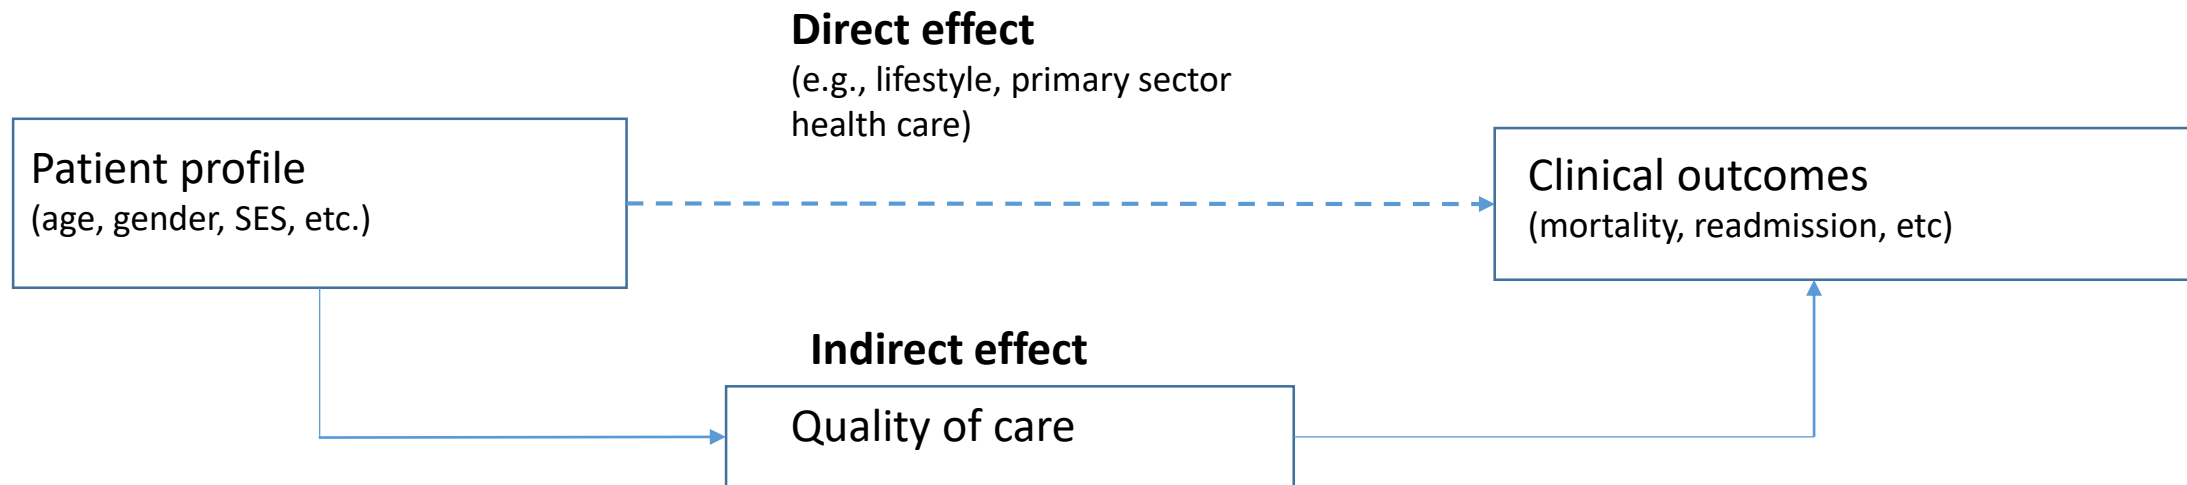 Direct effect
(e.g., lifestyle, primary sector
health care)
Patient profile
(age, gender, SES, etc.)
Clinical outcomes
(mortality, readmission, etc)
Indirect effect
Quality of care